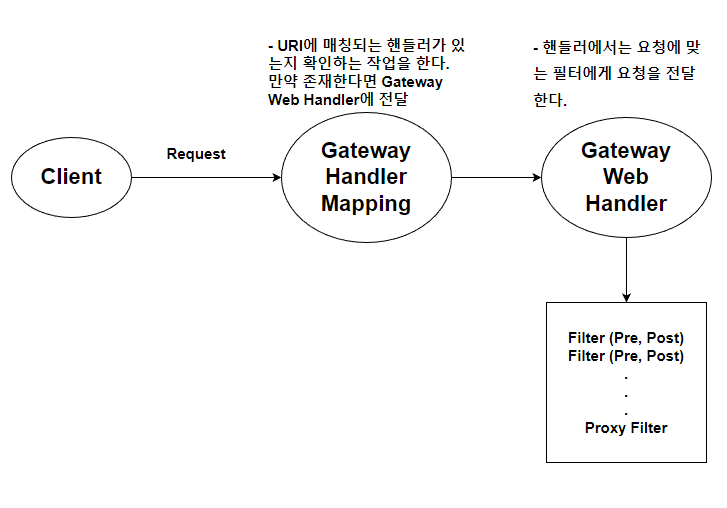 - URI에 매칭되는 핸들러가 있
는지 확인하는 작업을 한다.
만약 존재한다면 Gateway
Web Handler에 전달
- 핸들러에서는 요청에 맞
는 필터에게 요청을 전달
한다.
Client
Request
Gateway
Handler
Mapping
Gateway
Web
Handler
Filter (Pre, Post)
Filter (Pre, Post)
.
.
.
Proxy Filter